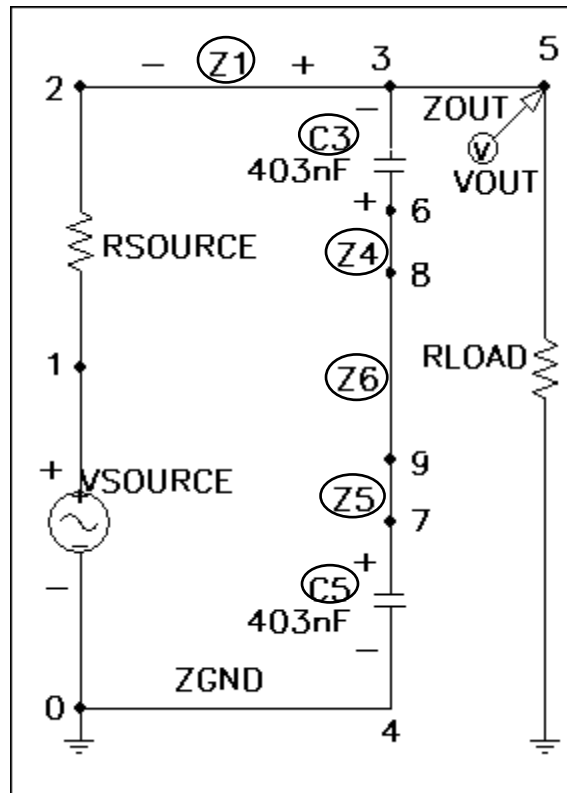 − Z1 +
2
3
5
ZOUT
V
VOUT
−
C3
403nF
+
6
Z4
8
RSOURCE
1
RLOAD
Z6
9
+
VSOURCE
+
−
−
Z5
7
+
C5
403nF
−
ZGND
0
4